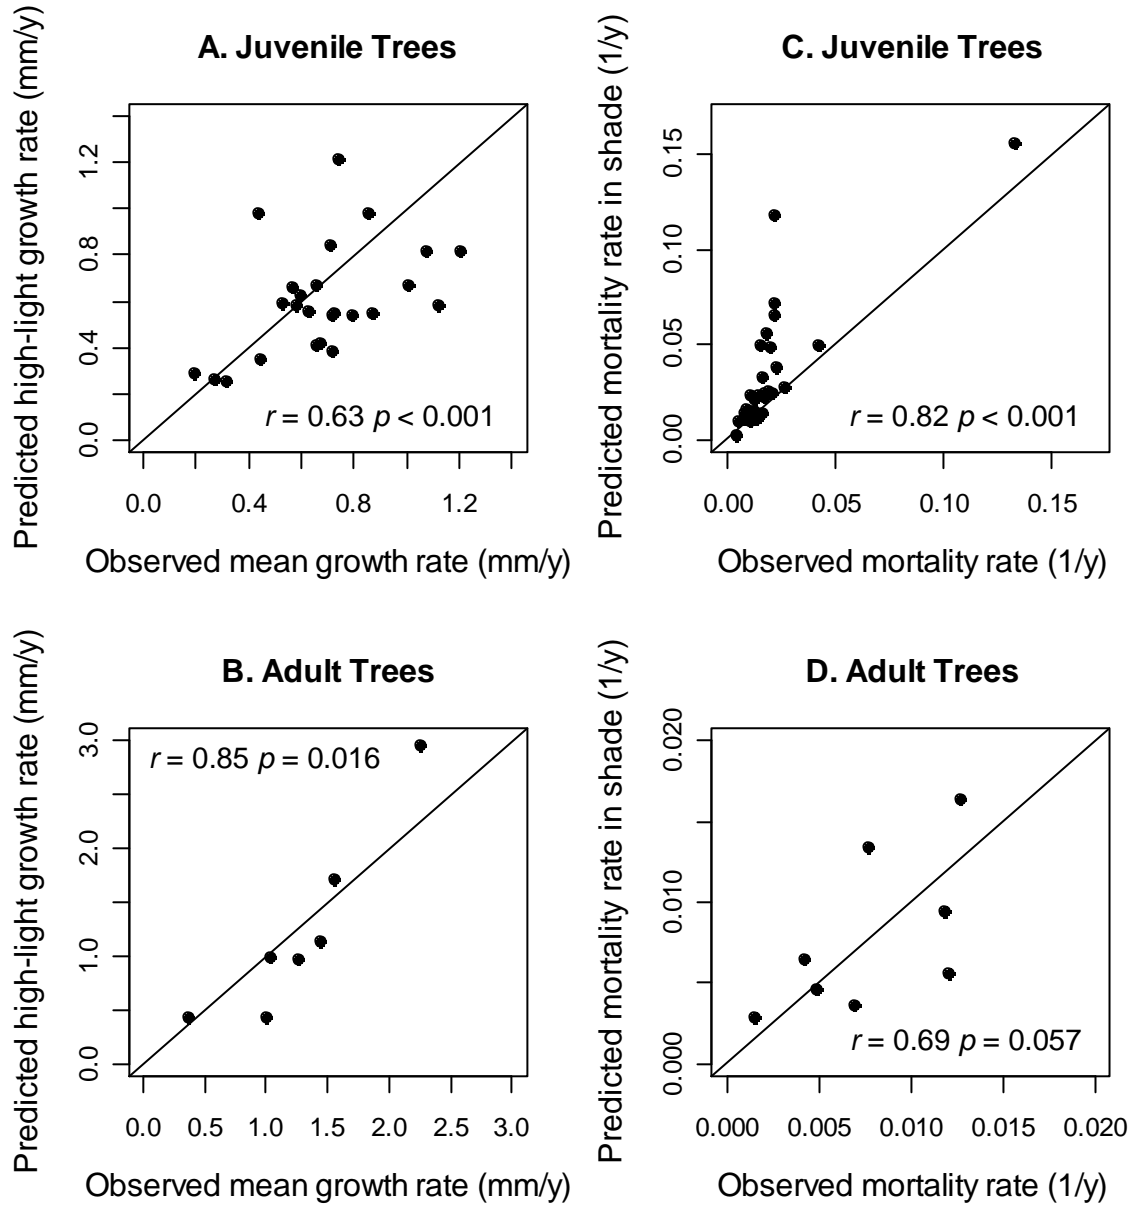 A. Juvenile Trees
Predicted high-light growth rate (mm/y)
1.2
0.8
0.4
0.0
r = 0.63 p < 0.001
0.0 0.4 0.8 1.2
Observed mean growth rate (mm/y)
C. Juvenile Trees
Predicted mortality rate in shade (1/y)
0.15
0.10
0.05
0.00
r = 0.82 p < 0.001
0.00 0.05 0.10 0.15
Observed mortality rate (1/y)
B. Adult Trees
Predicted high-light growth rate (mm/y)
3.0
2.0
1.0
0.0
r = 0.85 p = 0.016
0.0 0.5 1.0 1.5 2.0 2.5 3.0
Observed mean growth rate (mm/y)
D. Adult Trees
Predicted mortality rate in shade (1/y)
0.020
0.010
0.000
r = 0.69 p = 0.057
0.000 0.005 0.010 0.015 0.020
Observed mortality rate (1/y)